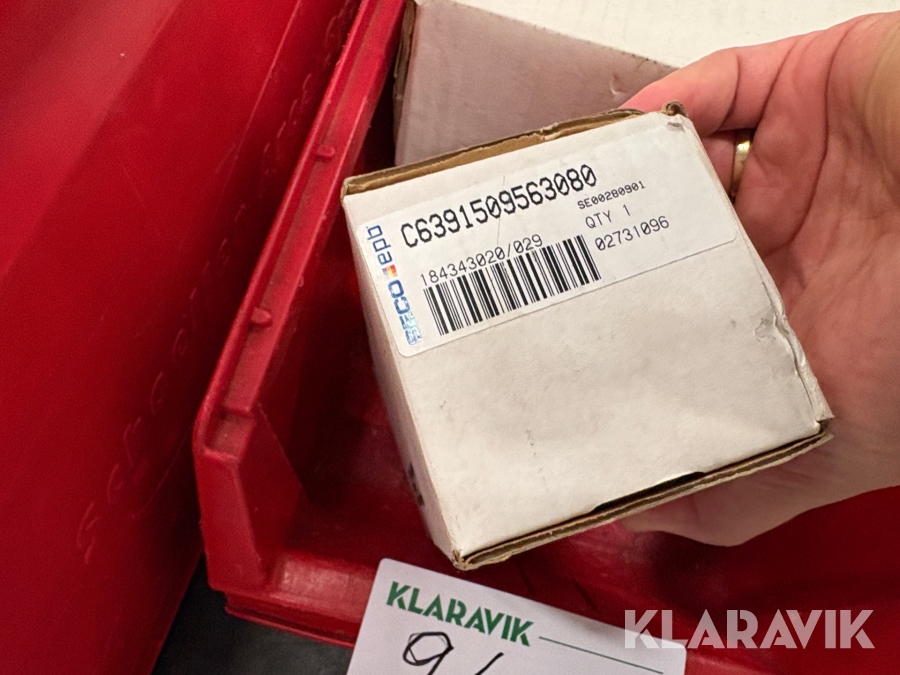 C6391509563080
SE00280901
184343020/029
QTY 1
02731096
SECO epb
KLARAVIK
KLARAVIK